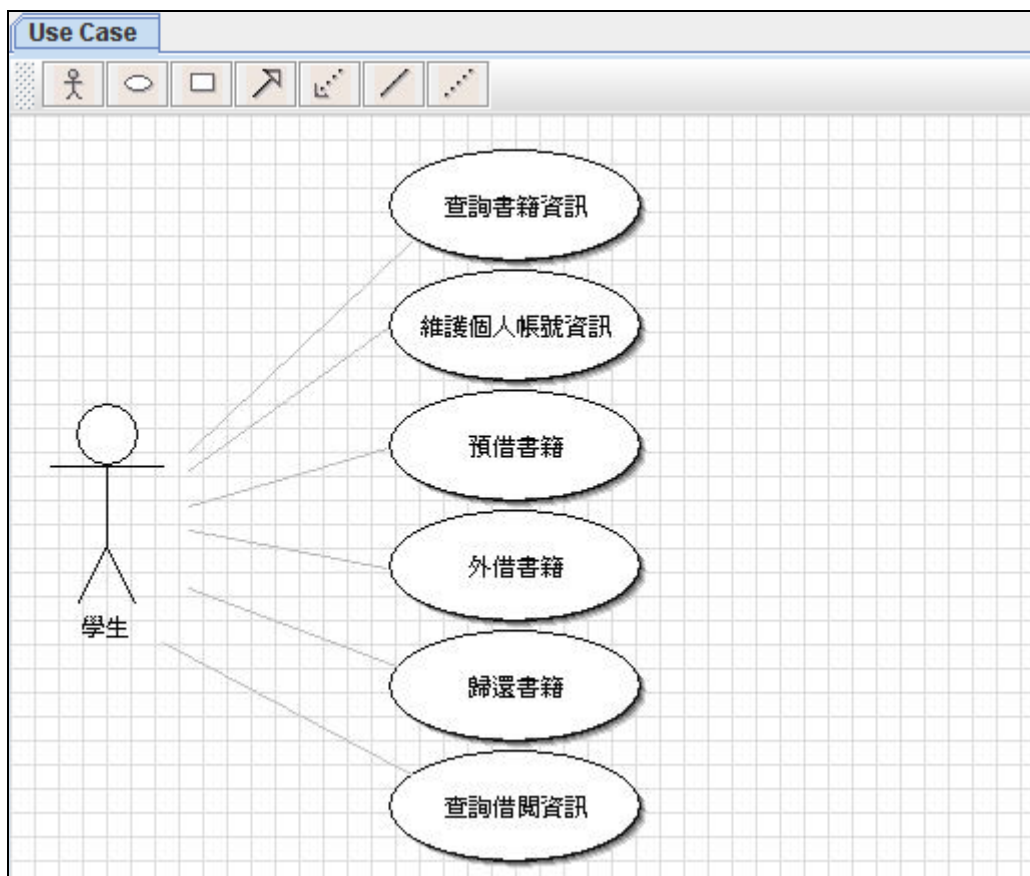 Use Case
查詢書籍資訊
維護個人帳號資訊
預借書籍
外借書籍
歸還書籍
查詢借閱資訊
學生